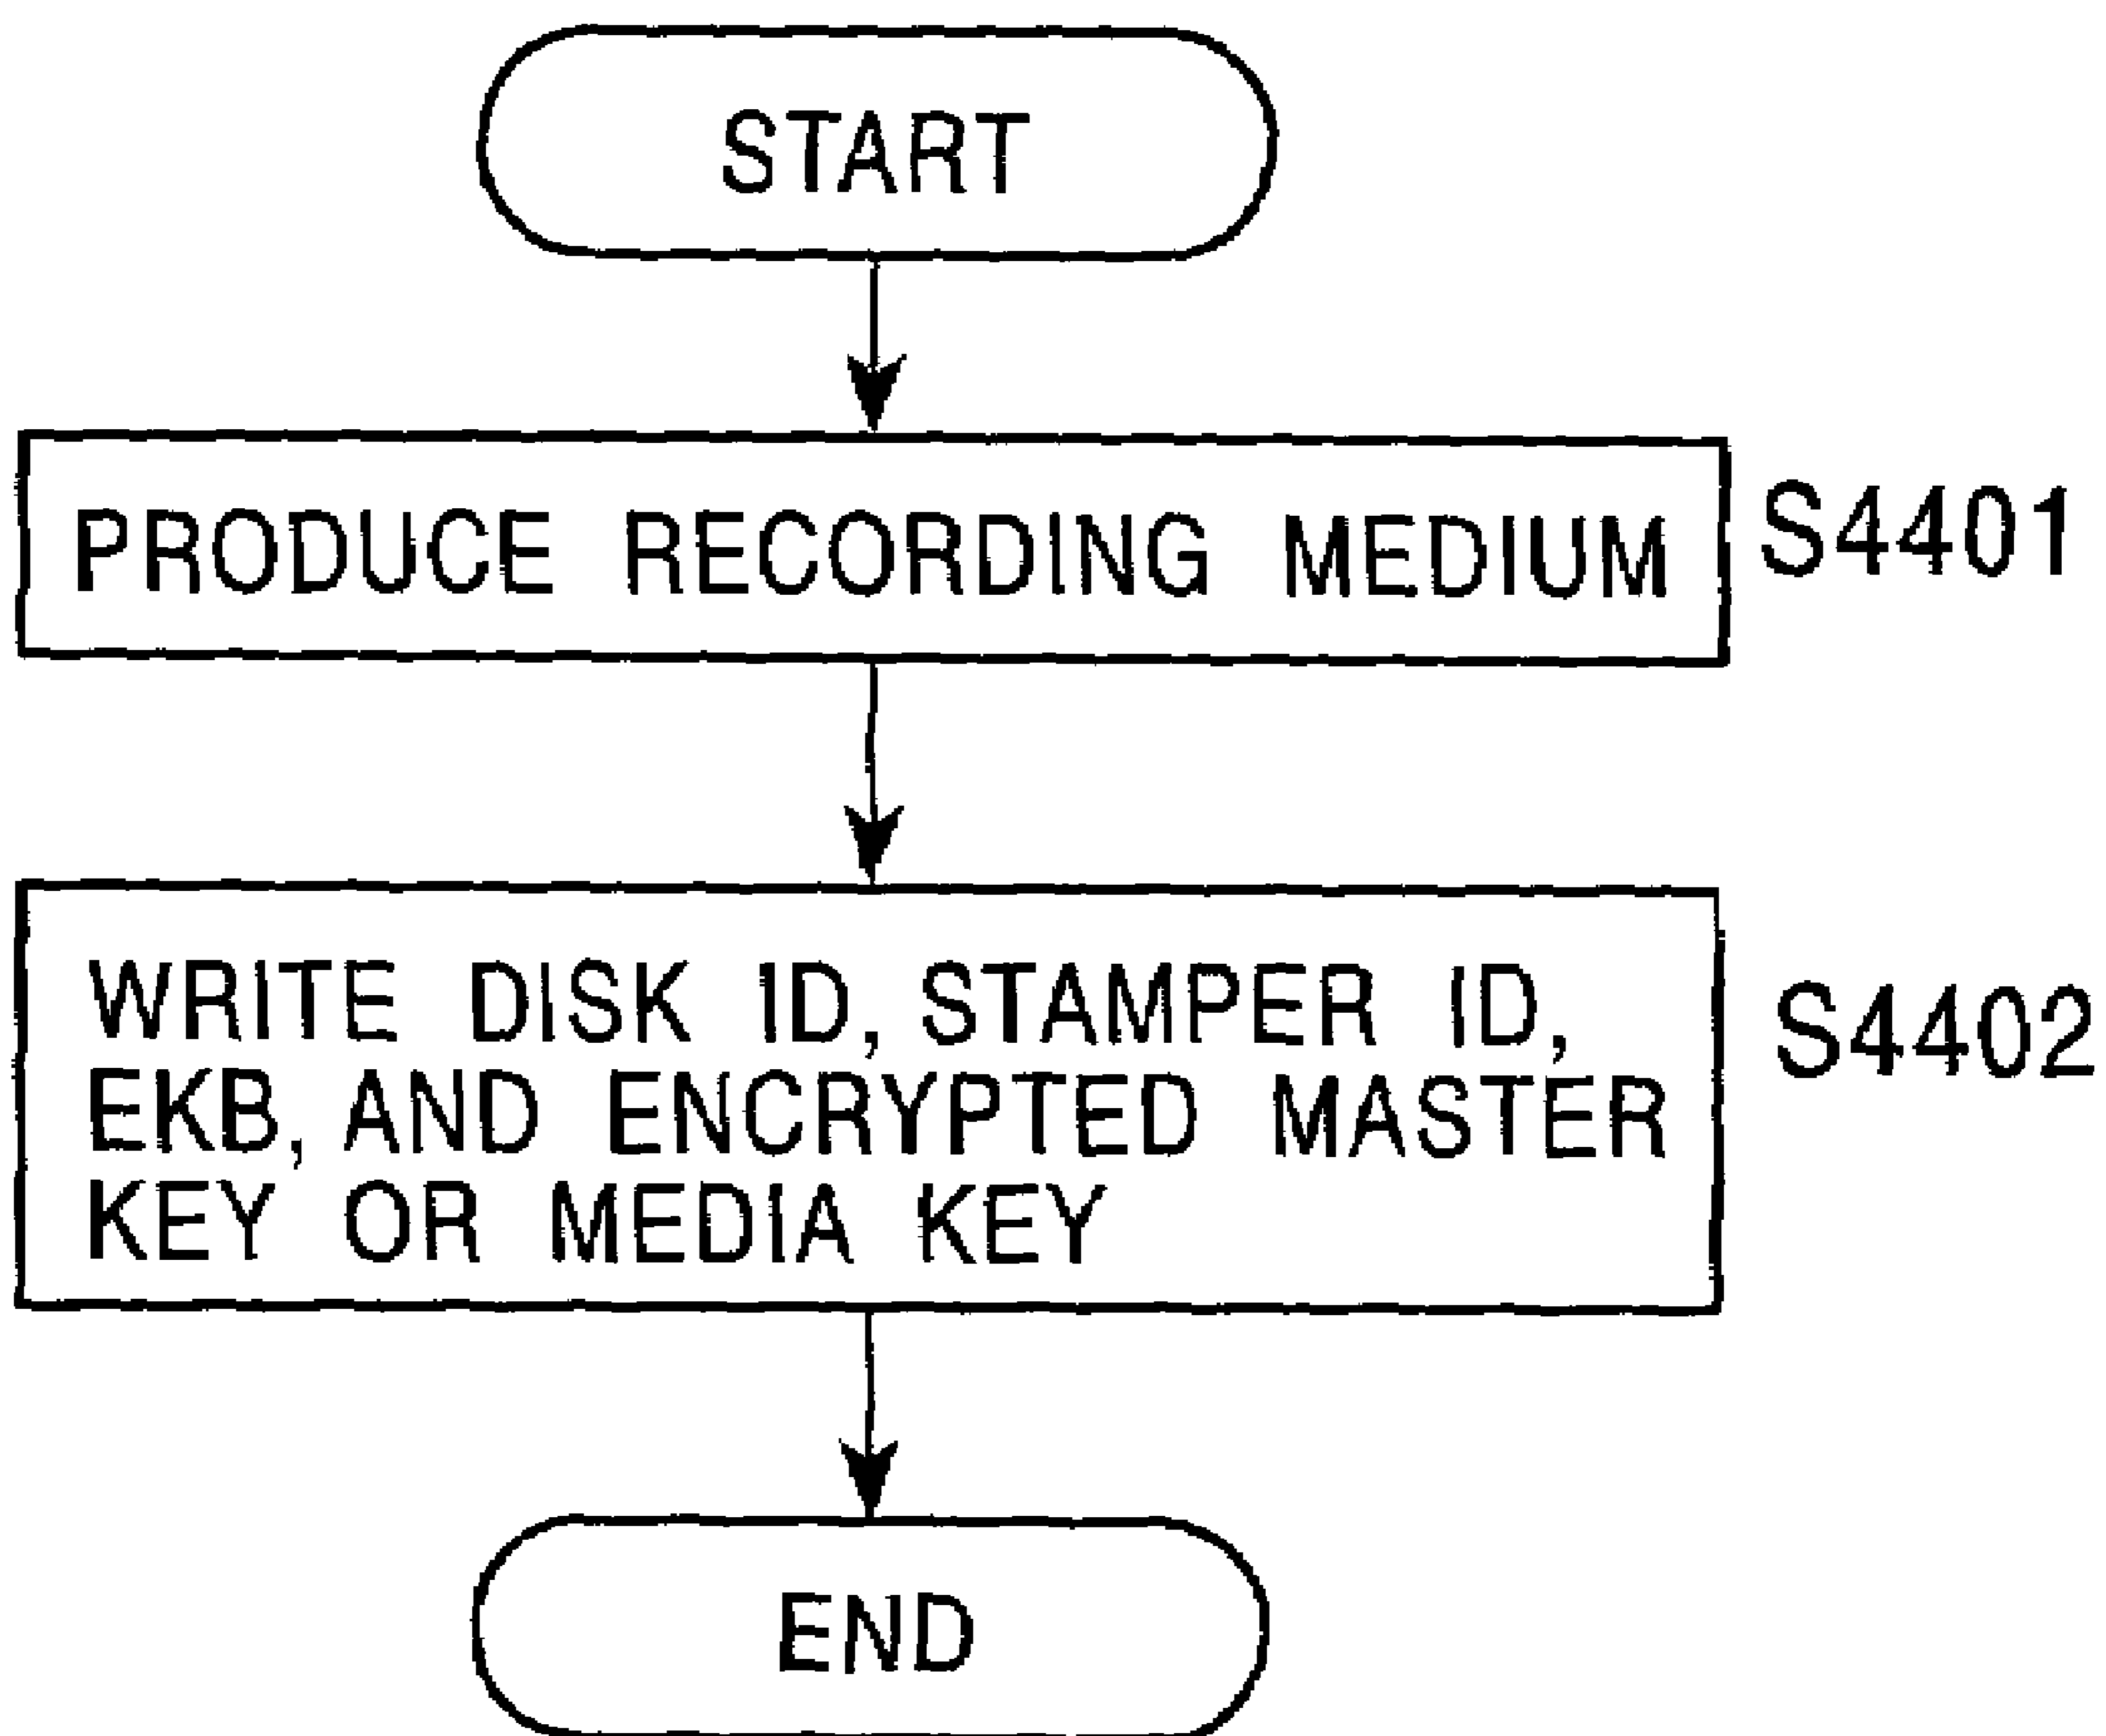 START
PRODUCE RECORDING MEDIUM
S4401
WRITE DISK ID, STAMPER ID,
EKB, AND ENCRYPTED MASTER
KEY OR MEDIA KEY
S4402
END